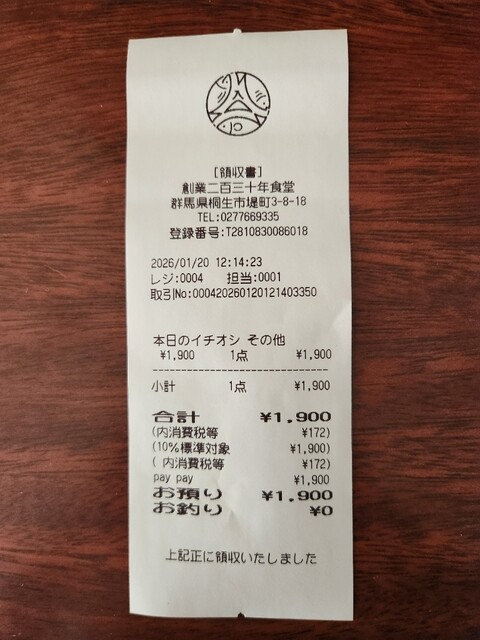 [領収書]
創業二百三十年食堂
群馬県桐生市堤町3-8-18
TEL:0277669335
登録番号:T2810830086018
2026/01/20 12:14:23
レジ:0004 担当:0001
取引No:000420260120121403350
本日のイチオシ その他
¥1,900 1点 ¥1,900
小計 1点 ¥1,900
合計 ¥1,900
(内消費税等 ¥172)
(10%標準対象 ¥1,900)
( 内消費税等 ¥172)
pay pay ¥1,900
お預り ¥1,900
お釣り ¥0
上記正に領収いたしました